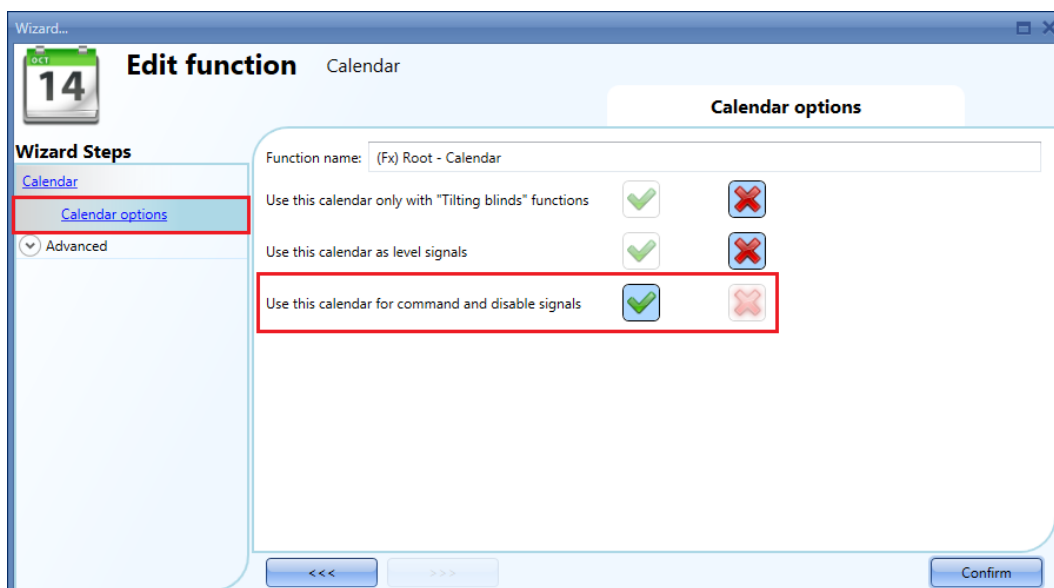 Wizard...
OCT
14
Edit function Calendar
Calendar options
Wizard Steps
Calendar
Calendar options
Advanced
Function name: (Fx) Root - Calendar
Use this calendar only with "Tilting blinds" functions
Use this calendar as level signals
Use this calendar for command and disable signals
<<< >>> Confirm